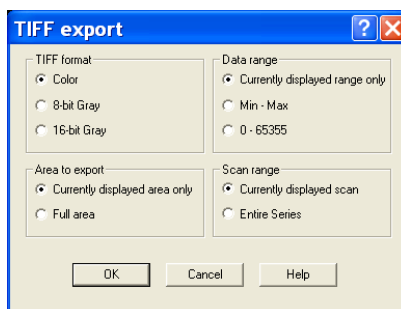 TIFF export
TIFF format
Color
8-bit Gray
16-bit Gray
Data range
Currently displayed range only
Min - Max
0 - 65355
Area to export
Currently displayed area only
Full area
Scan range
Currently displayed scan
Entire Series
OK
Cancel
Help